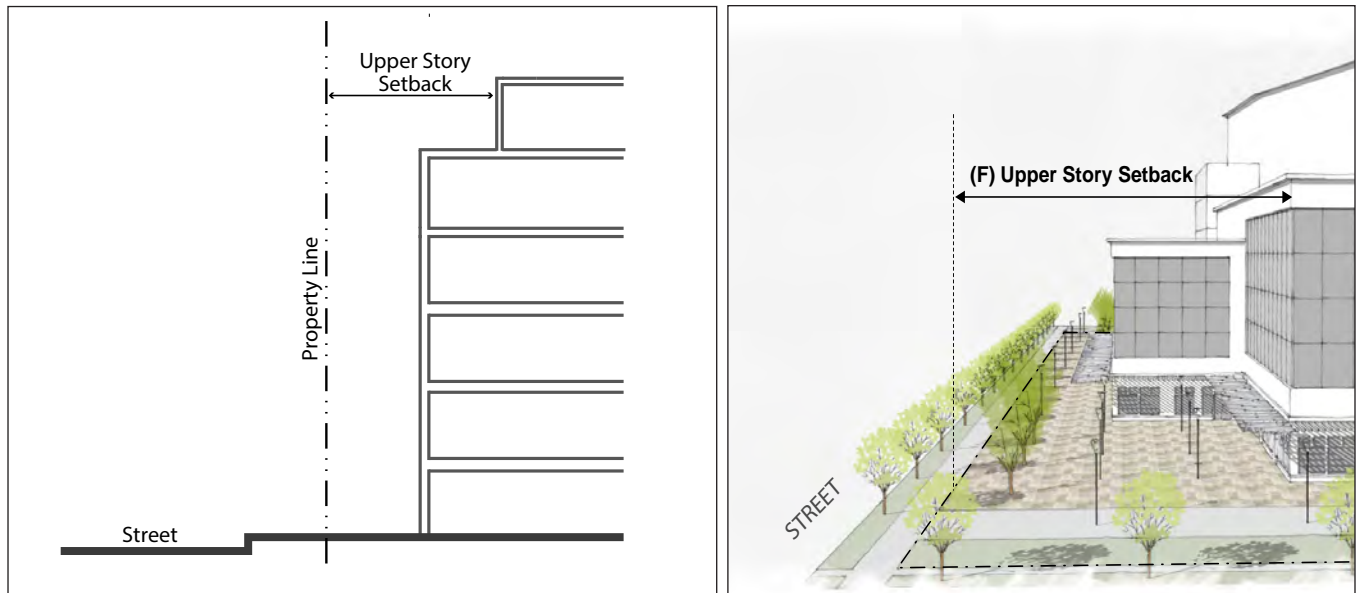 Upper Story
Setback
Property Line
Street
(F) Upper Story Setback
STREET